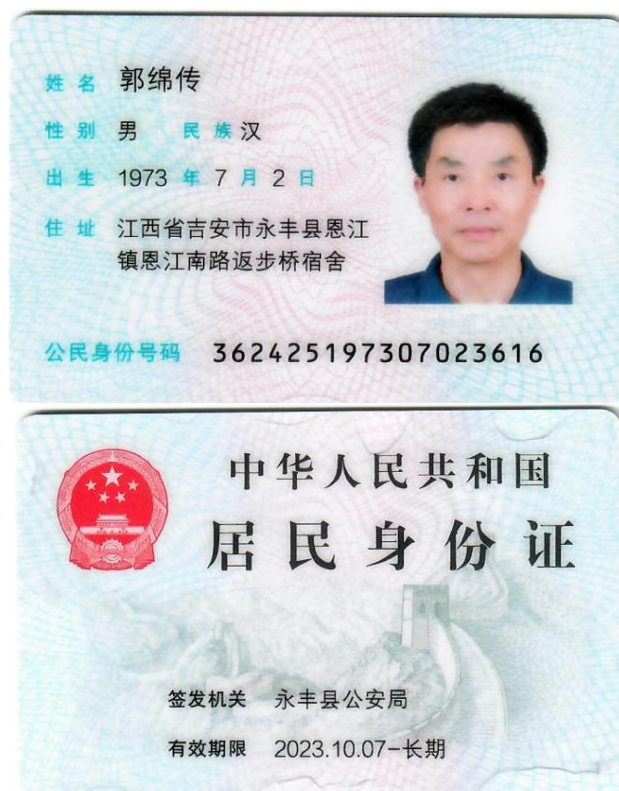 姓名 郭绵传
性别 男 民族 汉
出生 1973 年 7 月 2 日
住址 江西省吉安市永丰县恩江
镇恩江南路返步桥宿舍
公民身份号码 362425197307023616
中华人民共和国
居民身份证
签发机关 永丰县公安局
有效期限 2023.10.07-长期